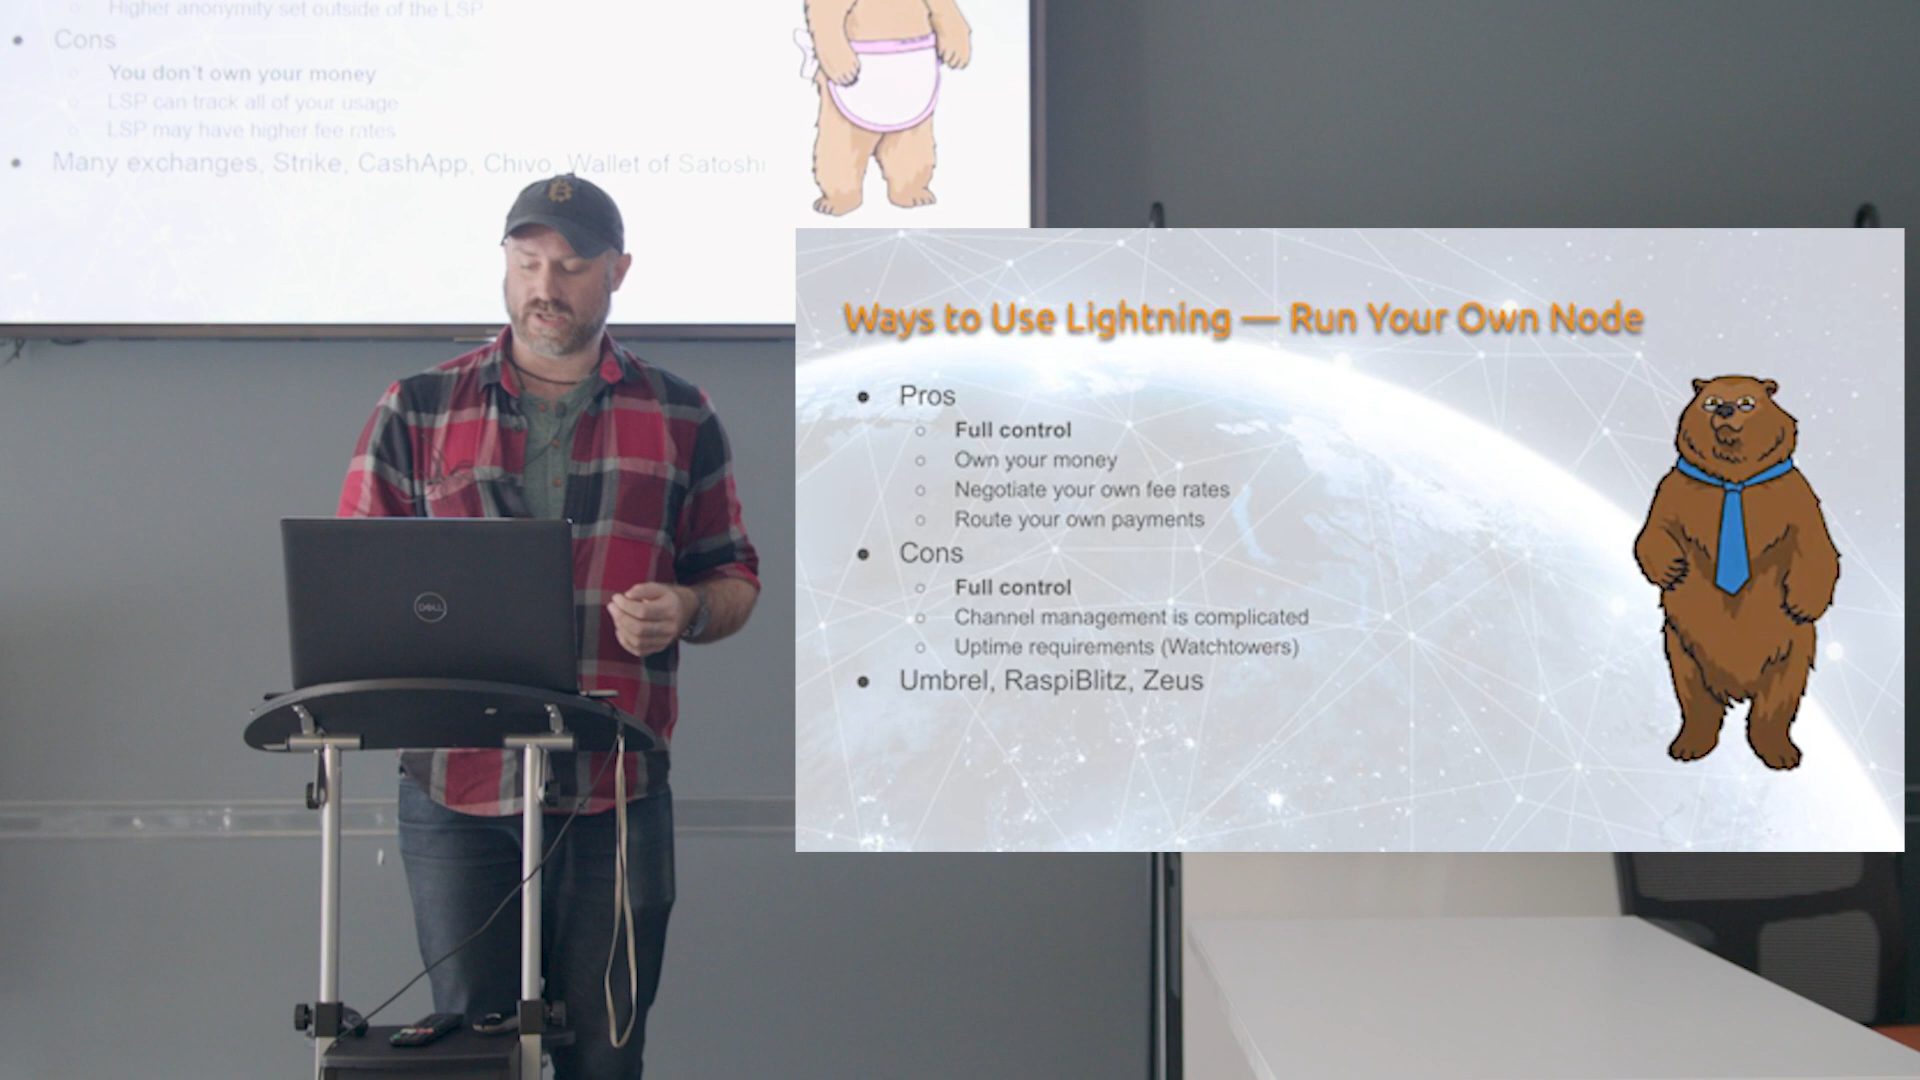 Higher anonymity set outside of the LSP
Cons
You don't own your money
LSP can track all of your usage
LSP may have higher fee rates
Many exchanges, Strike, CashApp, Chivo, Wallet of Satoshi
DELL
Ways to Use Lightning — Run Your Own Node
Pros
Full control
Own your money
Negotiate your own fee rates
Route your own payments
Cons
Full control
Channel management is complicated
Uptime requirements (Watchtowers)
Umbrel, RaspiBlitz, Zeus